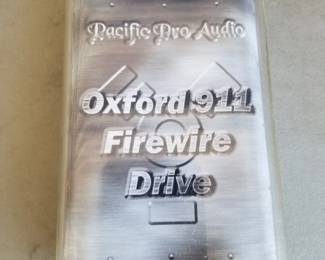 Pacific Pro Audio
Oxford 911
Firewire
Drive